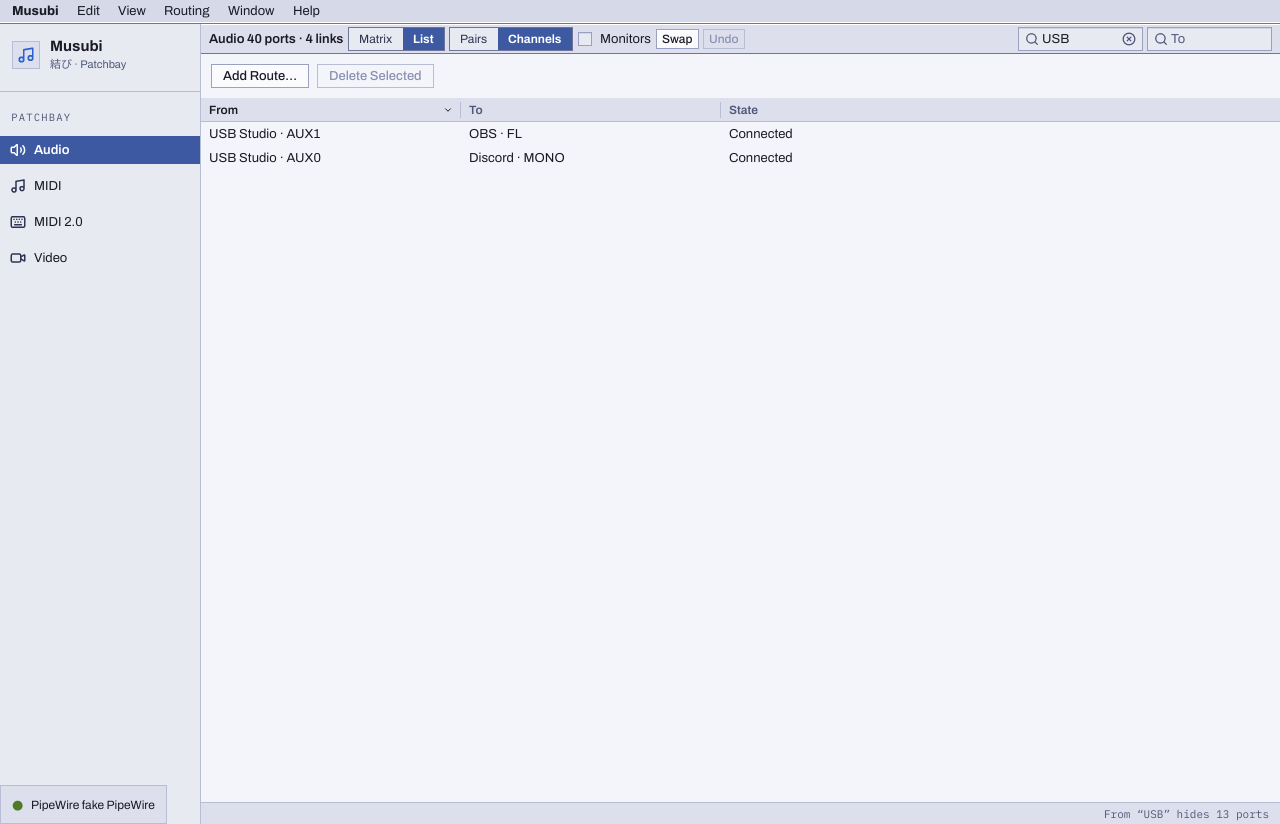 Musubi Edit View Routing Window Help
Musubi
結び · Patchbay
Audio 40 ports · 4 links Matrix List Pairs Channels Monitors Swap Undo USB To
Add Route... Delete Selected
PATCHBAY
Audio
MIDI
MIDI 2.0
Video
From To State
USB Studio · AUX1 OBS · FL Connected
USB Studio · AUX0 Discord · MONO Connected
PipeWire fake PipeWire
From “USB” hides 13 ports